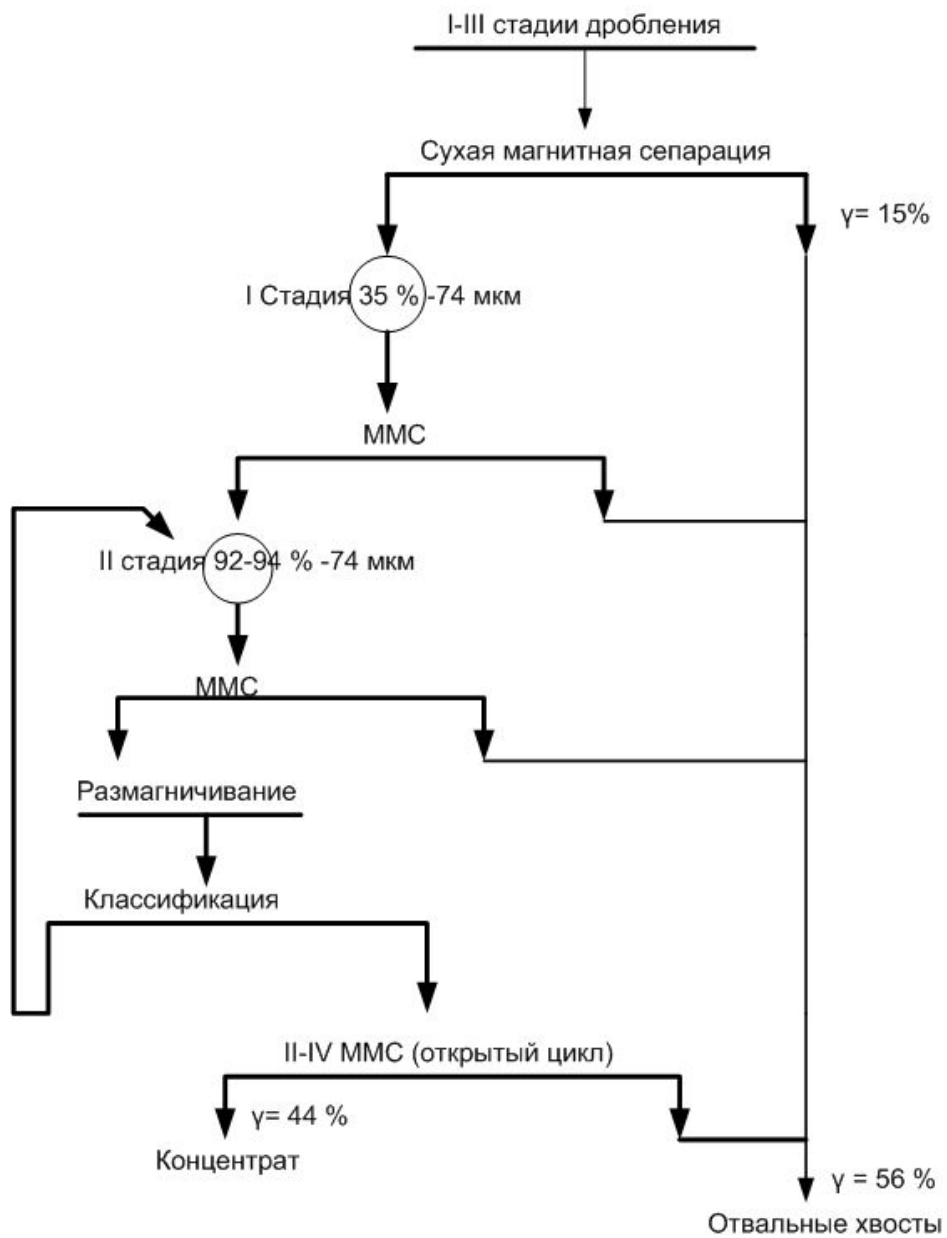 I-III стадии дробления
Сухая магнитная сепарация
γ= 15%
I Стадия 35 % -74 мкм
ММС
II стадия 92-94 % -74 мкм
ММС
Размагничивание
Классификация
II-IV ММС (открытый цикл)
γ= 44 %
Концентрат
γ = 56 %
Отвальные хвосты